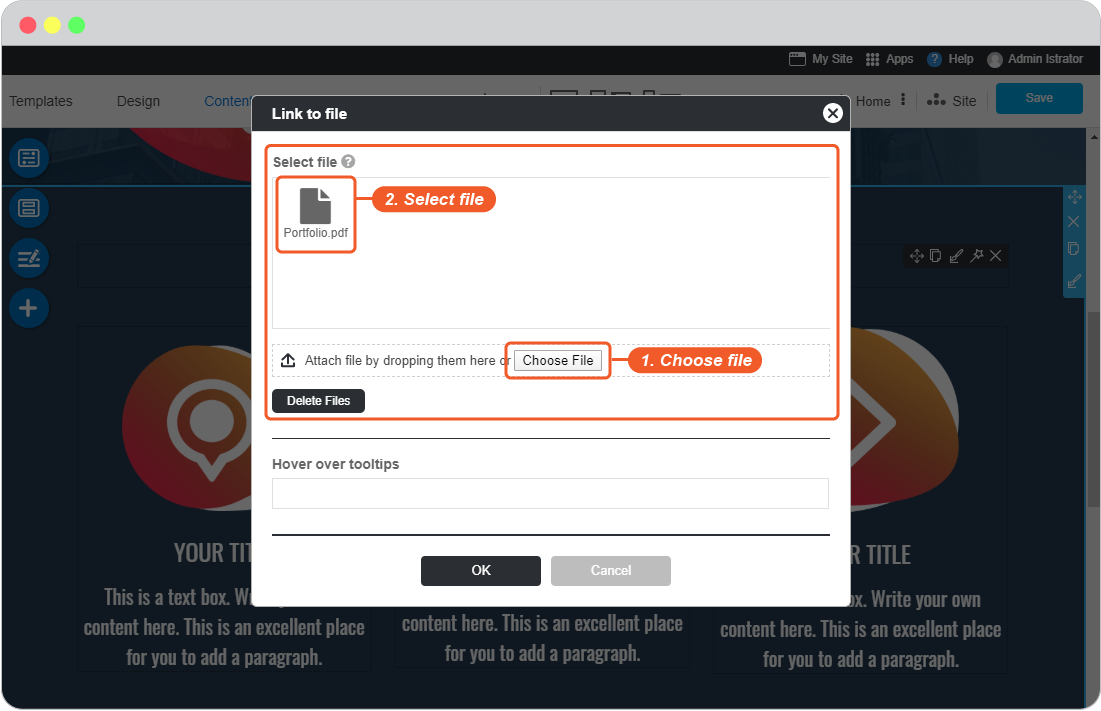 My Site Apps ? Help Admin Istrator
Templates Design Content Home Site Save
Link to file
Select file ?
2. Select file
Portfolio.pdf
Attach file by dropping them here or Choose File
1. Choose file
Delete Files
Hover over tooltips
OK Cancel
YOUR TIT
R TITLE
This is a text box. Wr
content here. This is an excellent place
for you to add a paragraph.
content here. This is an excellent place
for you to add a paragraph.
ox. Write your own
content here. This is an excellent place
for you to add a paragraph.